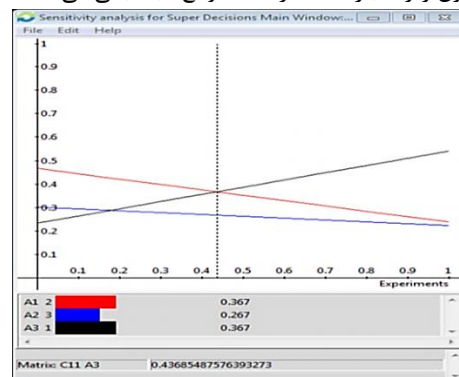 Sensitivity analysis for Super Decisions Main Window:...
File Edit Help
1
0.9
0.8
0.7
0.6
0.5
0.4
0.3
0.2
0.1
0.1 0.2 0.3 0.4 0.5 0.6 0.7 0.8 0.9 1
Experiments
A1 2 0.367
A2 3 0.267
A3 1 0.367
Matrix: C11 A3 0.43685487576393273